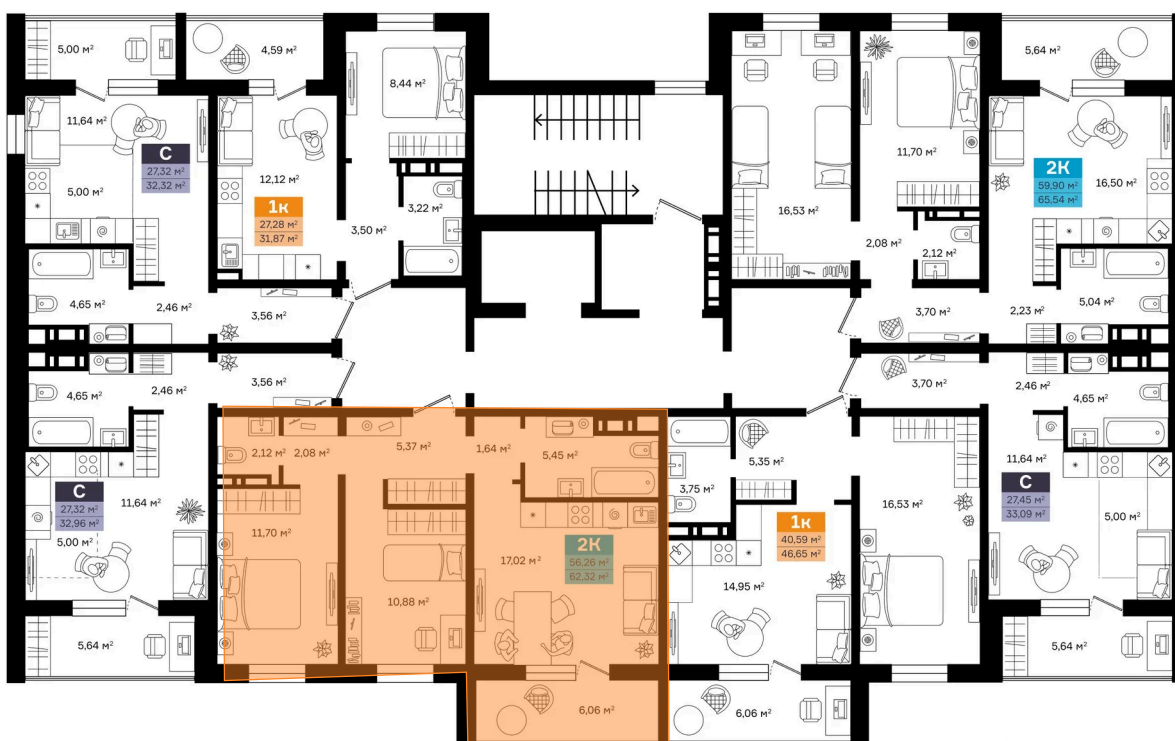 5,00 м²
4,59 м²
8,44 м²
5,64 м²
11,64 м²
С
27,32 м²
32,32 м²
5,00 м²
12,12 м²
1к
27,28 м²
31,87 м²
3,50 м²
3,22 м²
16,53 м²
11,70 м²
2К
59,90 м²
65,54 м²
16,50 м²
2,08 м²
2,12 м²
4,65 м²
2,46 м²
3,56 м²
3,70 м²
2,23 м²
5,04 м²
4,65 м²
2,46 м²
3,56 м²
3,70 м²
2,46 м²
4,65 м²
2,12 м²
2,08 м²
5,37 м²
1,64 м²
5,45 м²
5,35 м²
3,75 м²
С
27,32 м²
32,96 м²
11,64 м²
5,00 м²
11,70 м²
10,88 м²
17,02 м²
2К
56,26 м²
62,32 м²
1к
40,59 м²
46,65 м²
14,95 м²
16,53 м²
11,64 м²
С
27,45 м²
33,09 м²
5,00 м²
5,64 м²
6,06 м²
6,06 м²
5,64 м²